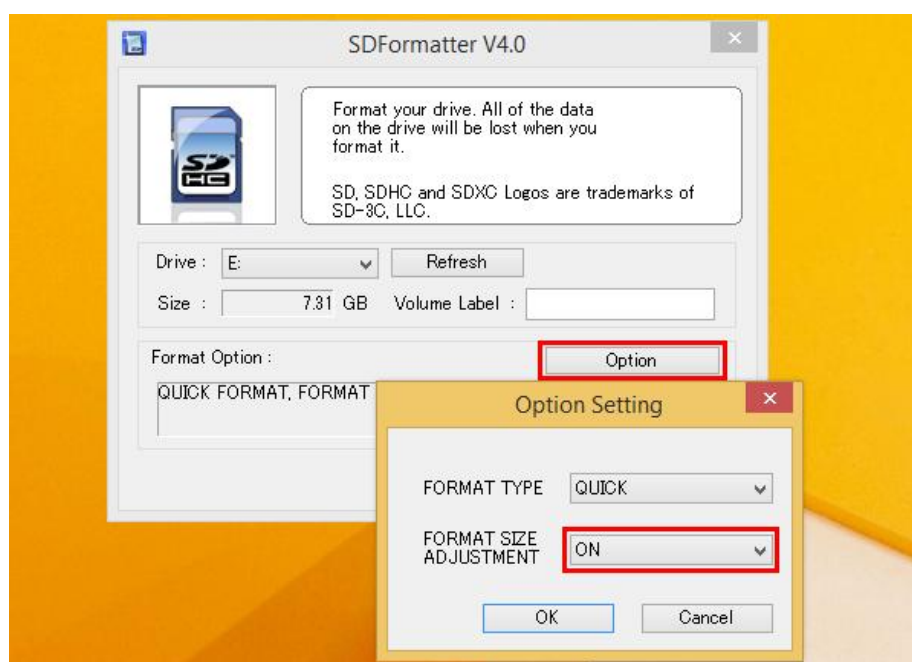 SDFormatter V4.0
SD
HC
Format your drive. All of the data
on the drive will be lost when you
format it.
SD, SDHC and SDXC Logos are trademarks of
SD-3C, LLC.
Drive : E: Refresh
Size : 7.31 GB Volume Label :
Format Option : Option
QUICK FORMAT, FORMAT
Option Setting
FORMAT TYPE QUICK
FORMAT SIZE
ADJUSTMENT ON
OK Cancel